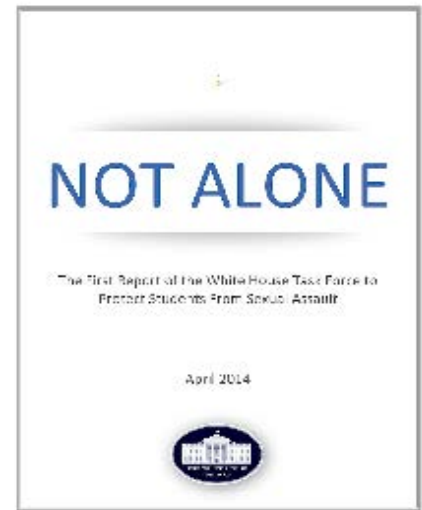 NOT ALONE
The First Report of the White House Task Force to
Protect Students From Sexual Assault
April 2014